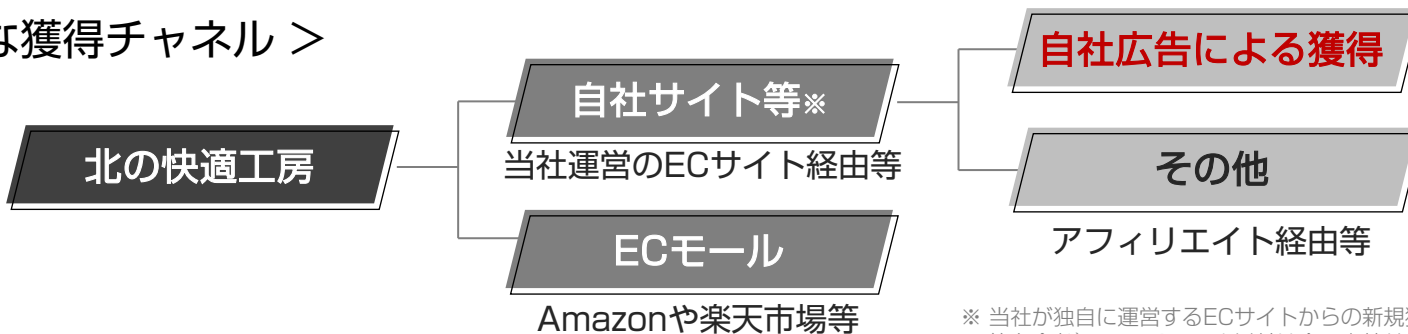 な獲得チャネル ＞
北の快適工房
自社サイト等※
当社運営のECサイト経由等
ECモール
Amazonや楽天市場等
自社広告による獲得
その他
アフィリエイト経由等
※ 当社が独自に運営するECサイトからの新規獲